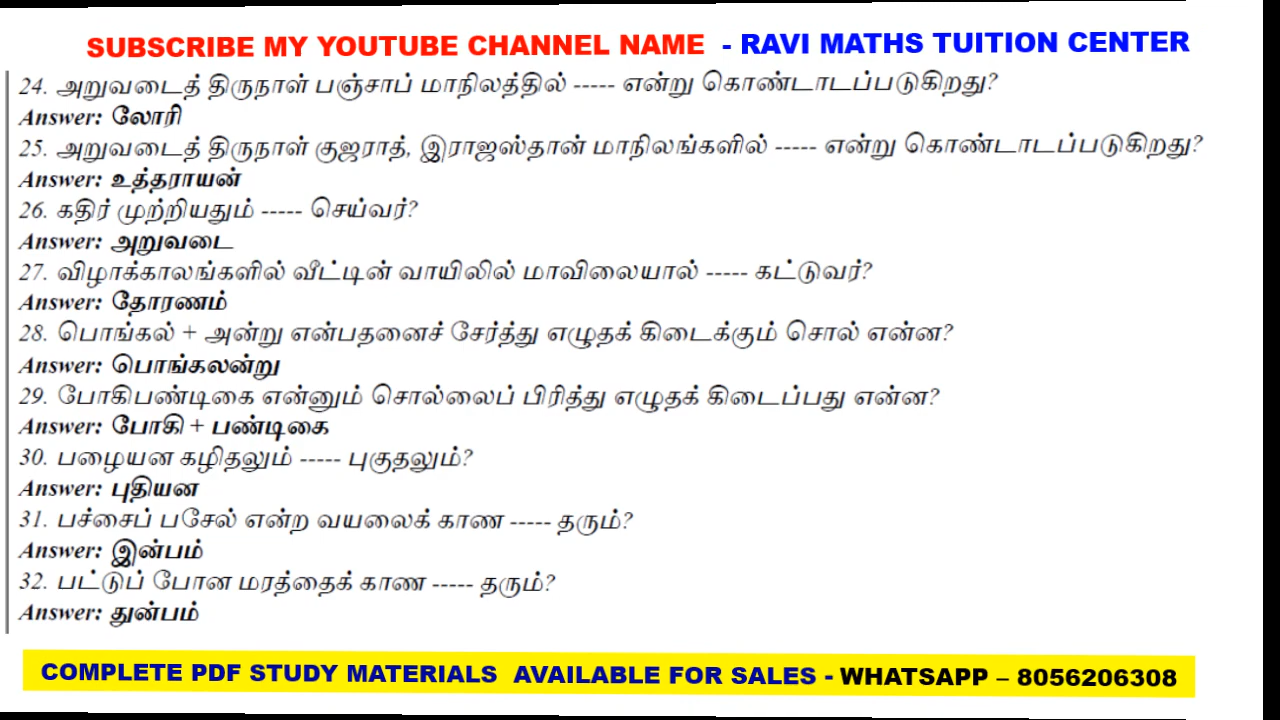 SUBSCRIBE MY YOUTUBE CHANNEL NAME - RAVI MATHS TUITION CENTER
24. அறுவடைத் திருநாள் பஞ்சாப் மாநிலத்தில் ----- என்று கொண்டாடப்படுகிறது?
Answer: லோரி
25. அறுவடைத் திருநாள் குஜராத், இராஜஸ்தான் மாநிலங்களில் ----- என்று கொண்டாடப்படுகிறது?
Answer: உத்தராயன்
26. கதிர் முற்றியதும் ----- செய்வர்?
Answer: அறுவடை
27. விழாக்காலங்களில் வீட்டின் வாயிலில் மாவிலையால் ----- கட்டுவர்?
Answer: தோரணம்
28. பொங்கல் + அன்று என்பதனைச் சேர்த்து எழுதக் கிடைக்கும் சொல் என்ன?
Answer: பொங்கலன்று
29. போகிபண்டிகை என்னும் சொல்லைப் பிரித்து எழுதக் கிடைப்பது என்ன?
Answer: போகி + பண்டிகை
30. பழையன கழிதலும் ----- புகுதலும்?
Answer: புதியன
31. பச்சைப் பசேல் என்ற வயலைக் காண ----- தரும்?
Answer: இன்பம்
32. பட்டுப் போன மரத்தைக் காண ----- தரும்?
Answer: துன்பம்
COMPLETE PDF STUDY MATERIALS AVAILABLE FOR SALES - WHATSAPP – 8056206308